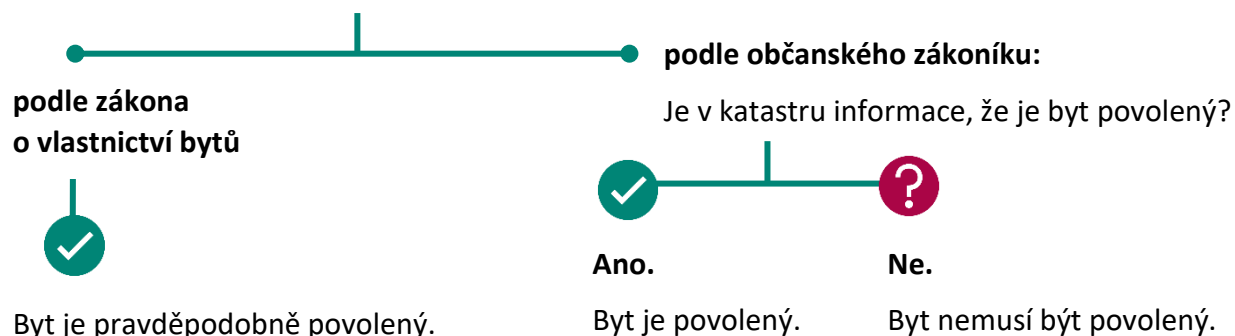 podle zákona
o vlastnictví bytů
Byt je pravděpodobně povolený.
podle občanského zákoníku:
Je v katastru informace, že je byt povolený?
?
Ano.
Byt je povolený.
Ne.
Byt nemusí být povolený.